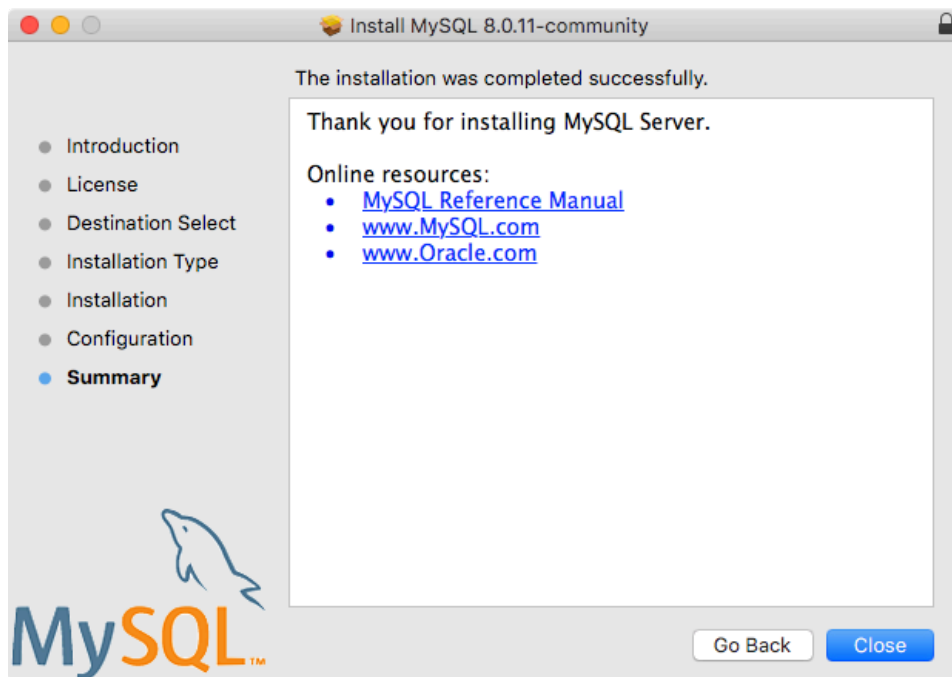 Install MySQL 8.0.11-community
The installation was completed successfully.
Introduction
License
Destination Select
Installation Type
Installation
Configuration
Summary
Thank you for installing MySQL Server.
Online resources:
• MySQL Reference Manual
• www.MySQL.com
• www.Oracle.com
MySQL™
Go Back
Close